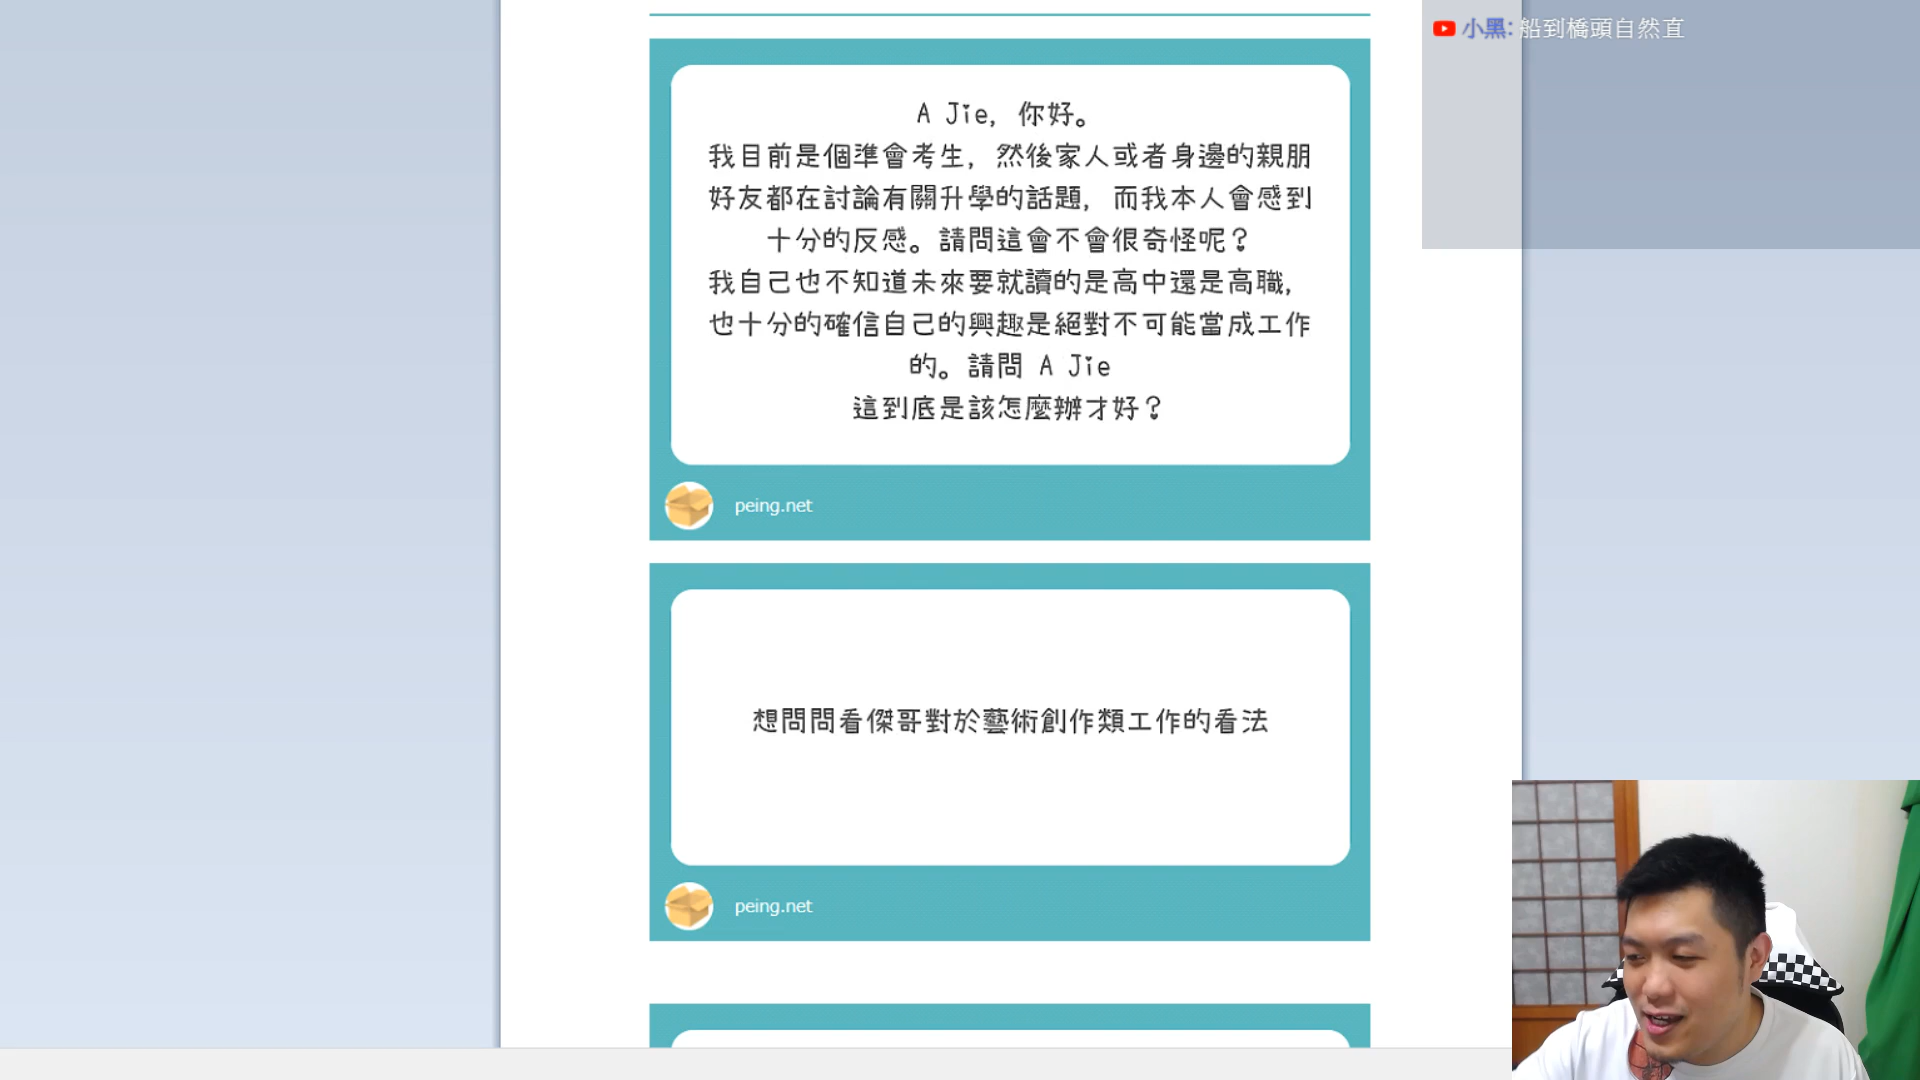 小黑: 船到橋頭自然直
A Jie, 你好。
我目前是個準會考生, 然後家人或者身邊的親朋
好友都在討論有關升學的話題, 而我本人會感到
十分的反感。請問這會不會很奇怪呢?
我自己也不知道未來要就讀的是高中還是高職,
也十分的確信自己的興趣是絕對不可能當成工作
的。請問 A Jie
這到底是該怎麼辦才好?
peing.net
想問問看傑哥對於藝術創作類工作的看法
peing.net